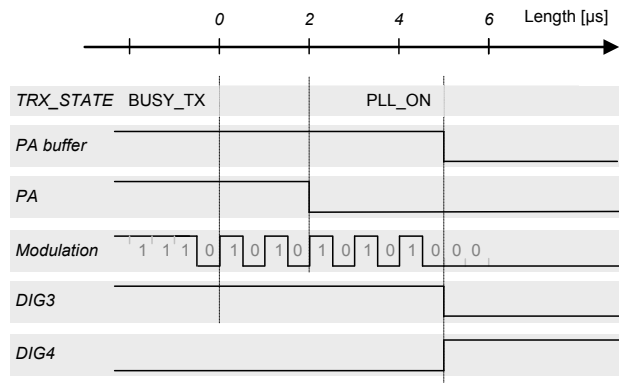 0 2 4 6 Length [µs]
TRX_STATE BUSY_TX PLL_ON
PA buffer
PA
Modulation 1 1 1 0 1 0 1 0 1 0 1 0 1 0 0 0
DIG3
DIG4